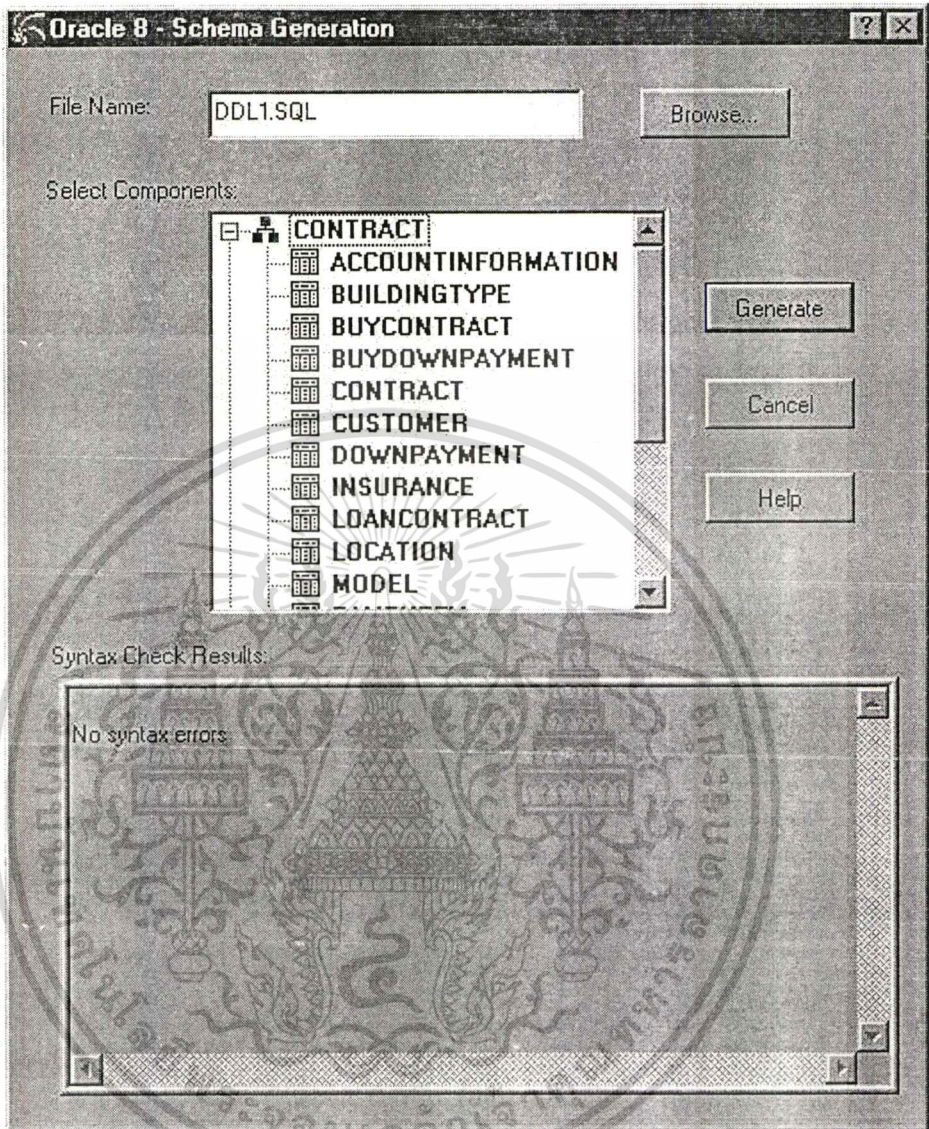 Oracle 8 - Schema Generation
File Name:
DDL1.SQL
Browse...
Select Components:
CONTRACT
ACCOUNTINFORMATION
BUILDINGTYPE
BUYCONTRACT
BUYDOWNPAYMENT
CONTRACT
CUSTOMER
DOWNPAYMENT
INSURANCE
LOANCONTRACT
LOCATION
MODEL
Generate
Cancel
Help
Syntax Check Results:
No syntax errors